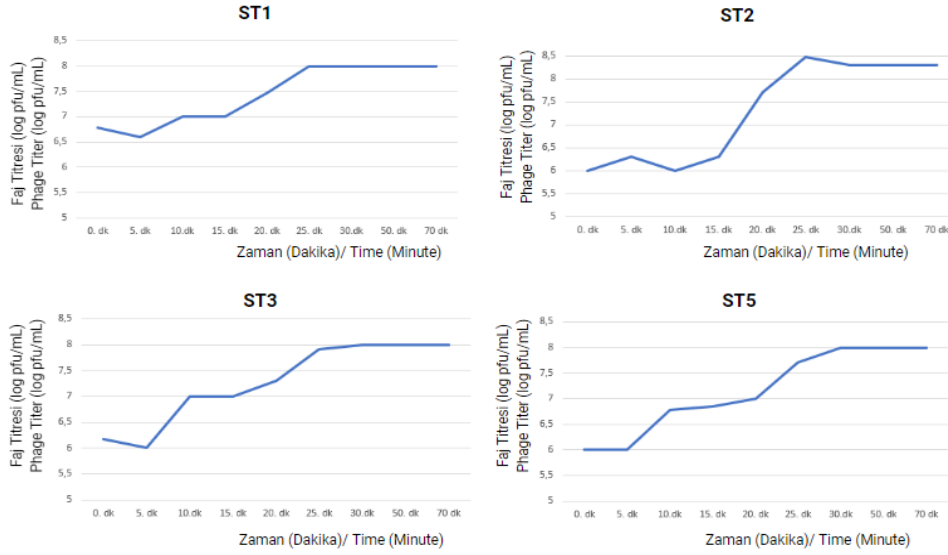 ST1
Faj Titresi (log pfu/mL)
Phage Titer (log pfu/mL)
8,5
8
7,5
7
6,5
6
5,5
5
0. dk
5. dk
10.dk
15. dk
20. dk
25. dk
30.dk
50. dk
70 dk
Zaman (Dakika)/ Time (Minute)
ST2
Faj Titresi (log pfu/mL)
Phage Titer (log pfu/mL)
8,5
8
7,5
7
6,5
6
5,5
5
0. dk
5. dk
10.dk
15. dk
20. dk
25. dk
30.dk
50. dk
70 dk
Zaman (Dakika)/ Time (Minute)
ST3
Faj Titresi (log pfu/mL)
Phage Titer (log pfu/mL)
8,5
8
7,5
7
6,5
6
5,5
5
0. dk
5. dk
10.dk
15. dk
20. dk
25. dk
30.dk
50. dk
70 dk
Zaman (Dakika)/ Time (Minute)
ST5
Faj Titresi (log pfu/mL)
Phage Titer (log pfu/mL)
8,5
8
7,5
7
6,5
6
5,5
5
0. dk
5. dk
10.dk
15. dk
20. dk
25. dk
30.dk
50. dk
70 dk
Zaman (Dakika)/ Time (Minute)